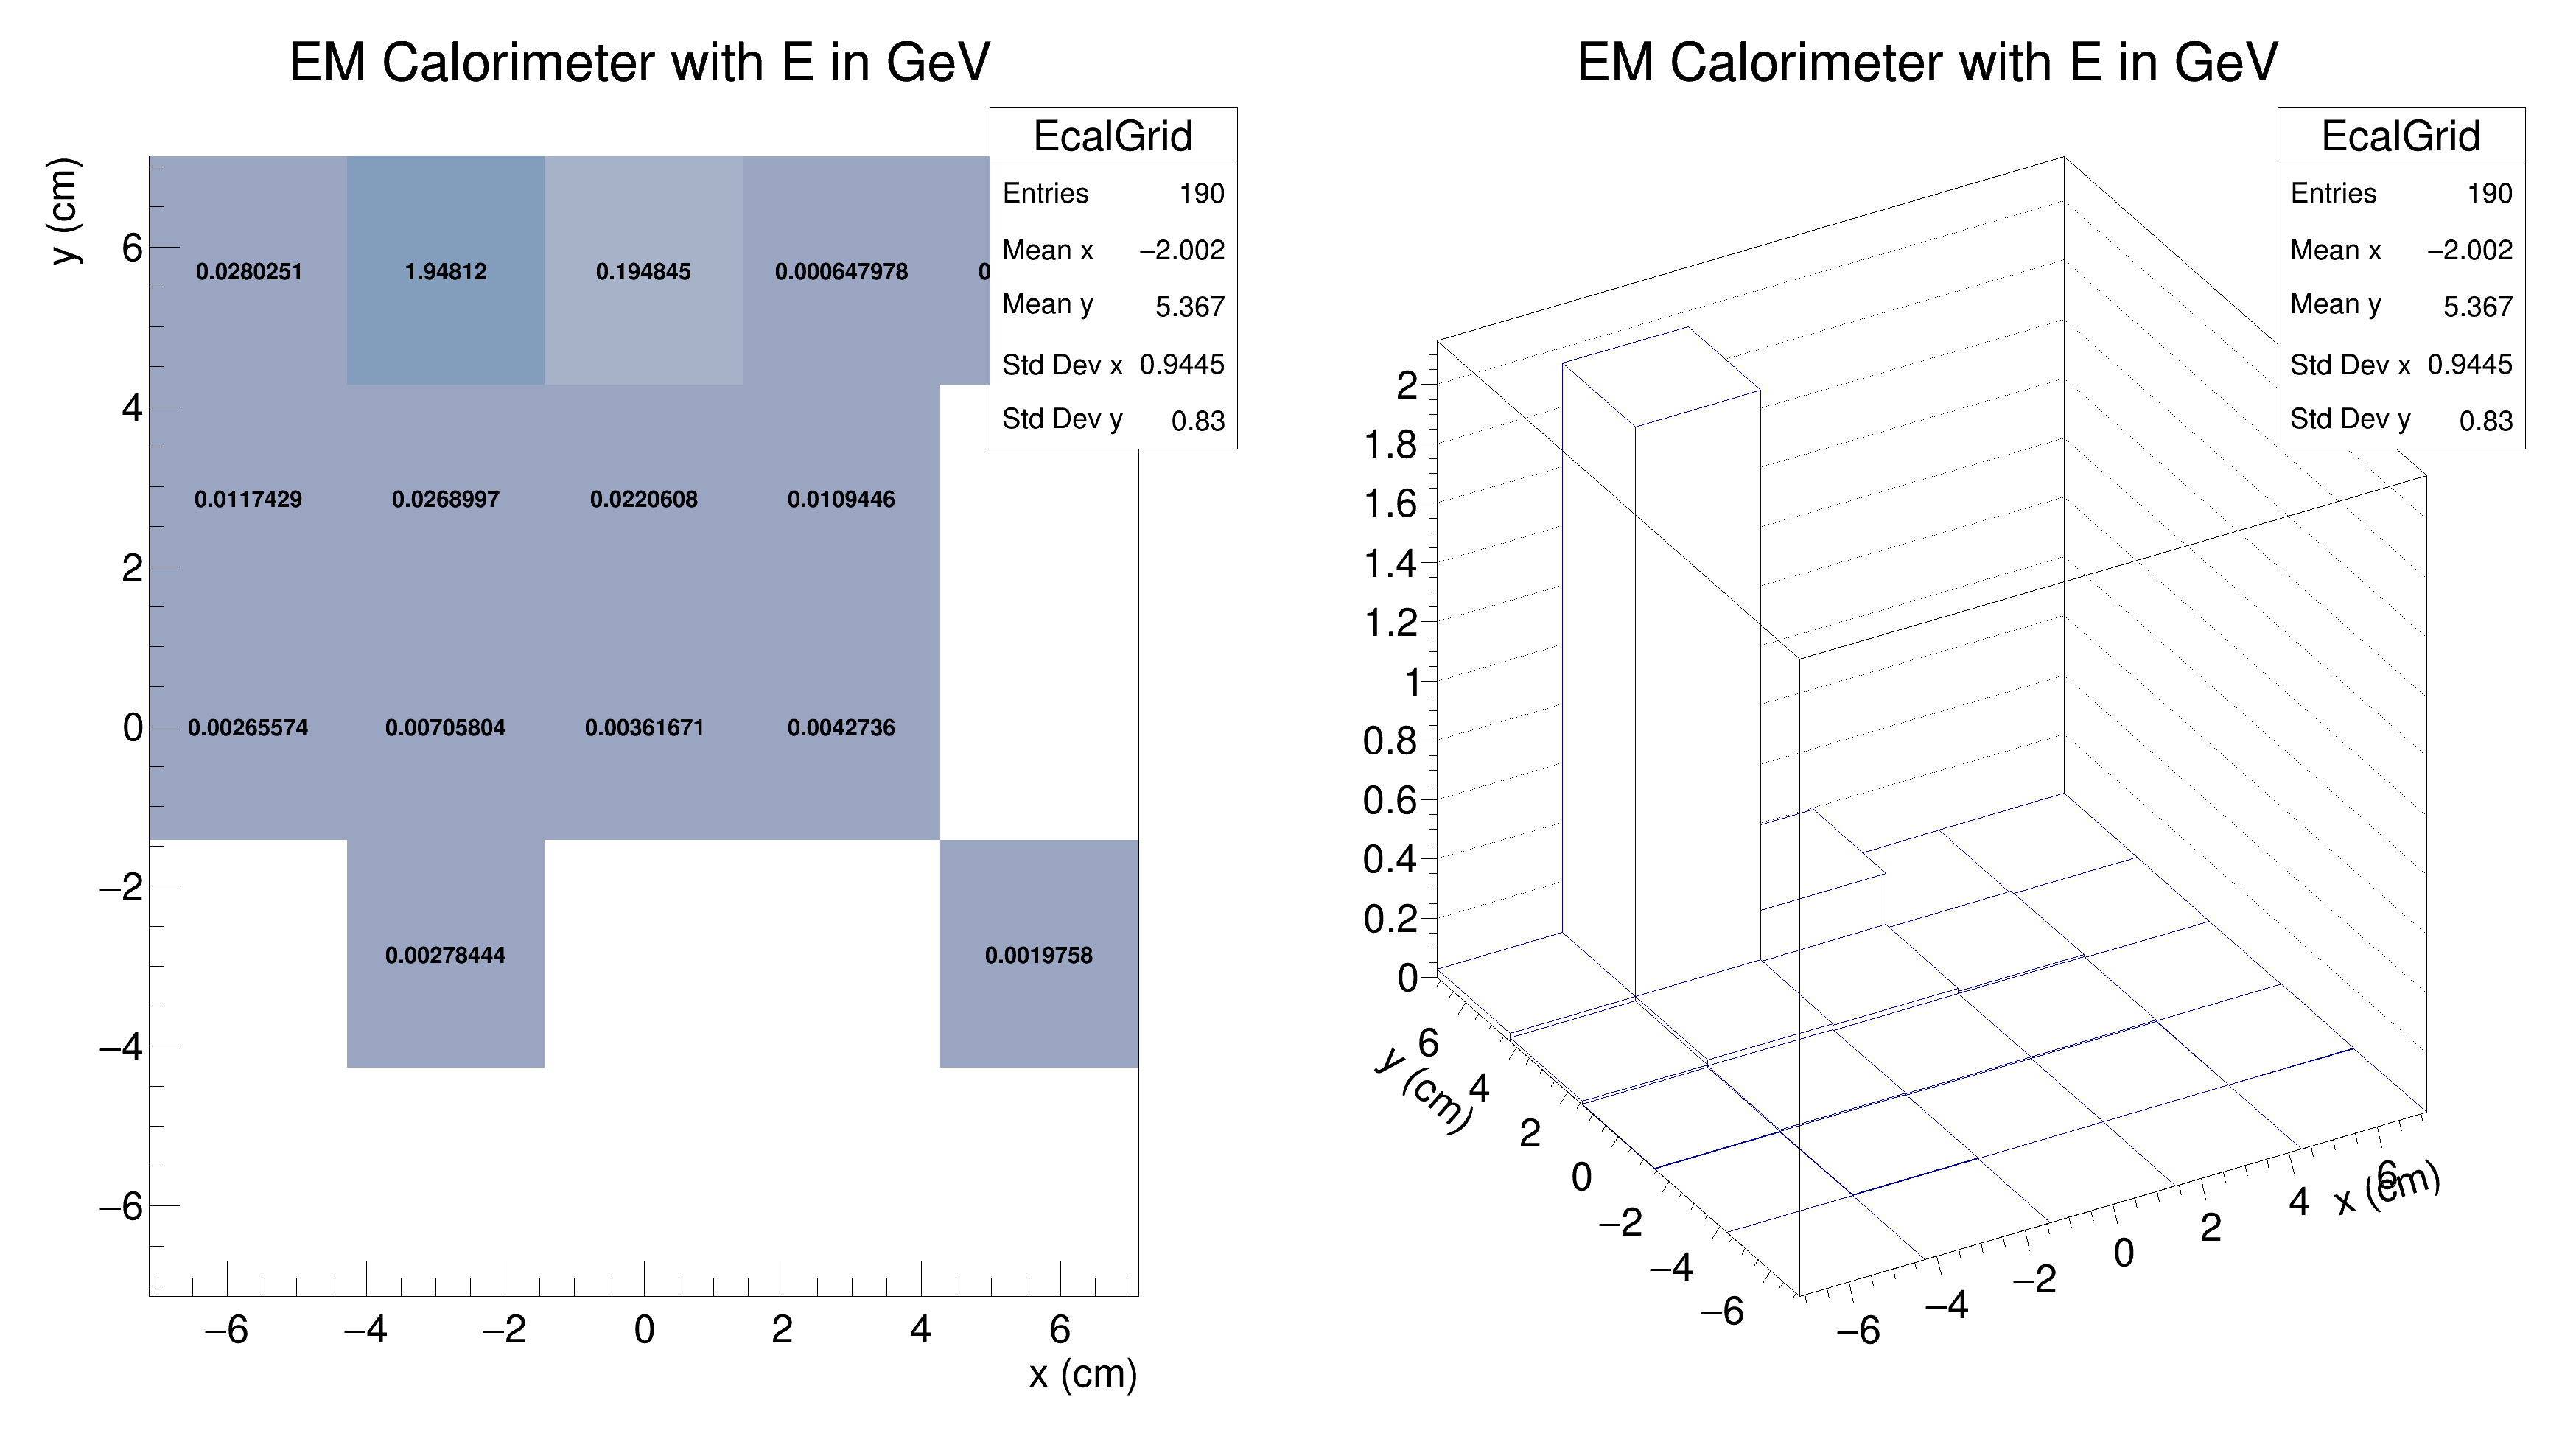 EM Calorimeter with E in GeV
EcalGrid
Entries 190
Mean x −2.002
Mean y 5.367
Std Dev x 0.9445
Std Dev y 0.83
y (cm)
6
4
2
0
−2
−4
−6
0.0280251 1.94812 0.194845 0.000647978
0.0117429 0.0268997 0.0220608 0.0109446
0.00265574 0.00705804 0.00361671 0.0042736
0.00278444 0.0019758
−6 −4 −2 0 2 4 6
x (cm)
EM Calorimeter with E in GeV
EcalGrid
Entries 190
Mean x −2.002
Mean y 5.367
Std Dev x 0.9445
Std Dev y 0.83
2
1.8
1.6
1.4
1.2
1
0.8
0.6
0.4
0.2
0
y (cm)
6
4
2
0
−2
−4
−6
−6 −4 −2 0 2 4 6
x (cm)